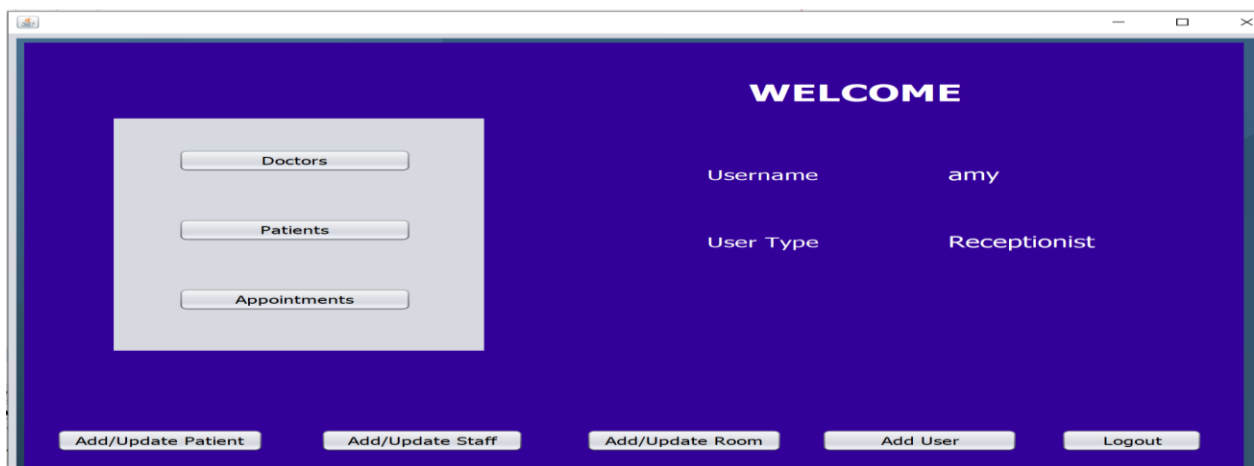 WELCOME
Doctors
Username amy
Patients
User Type Receptionist
Appointments
Add/Update Patient Add/Update Staff Add/Update Room Add User Logout